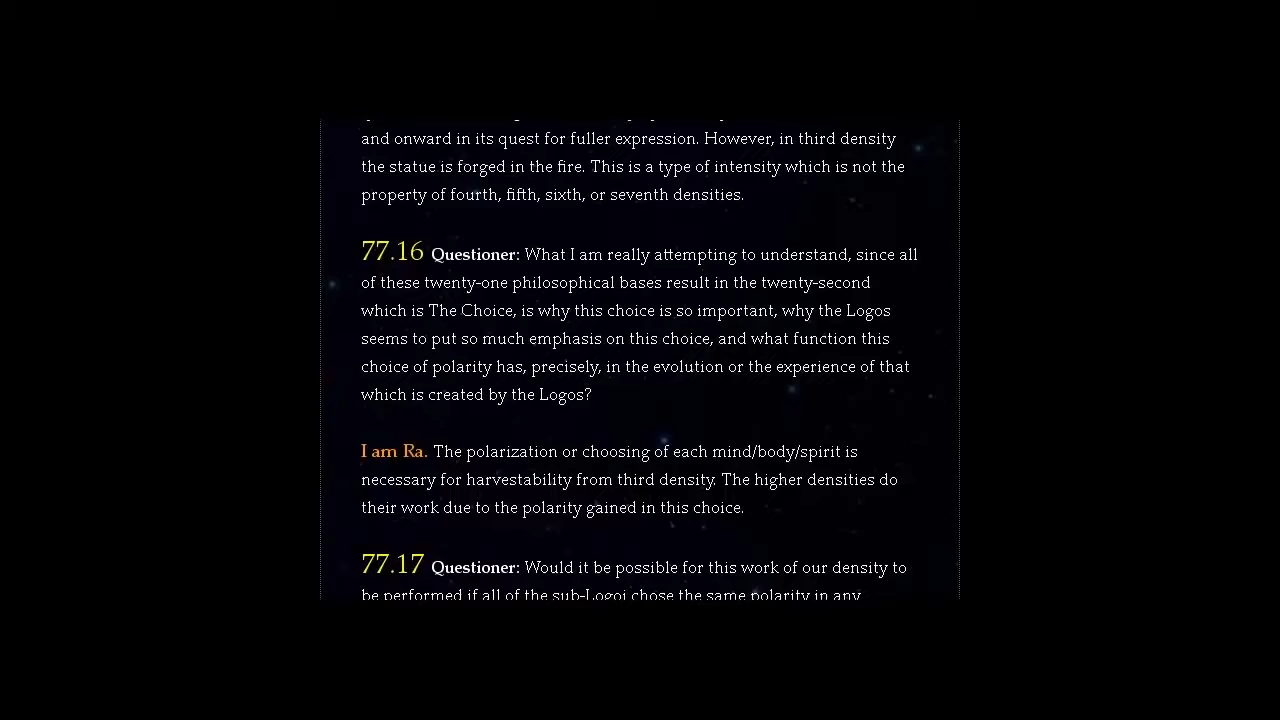 and onward in its quest for fuller expression. However, in third density
the statue is forged in the fire. This is a type of intensity which is not the
property of fourth, fifth, sixth, or seventh densities.
77.16 Questioner: What I am really attempting to understand, since all
of these twenty-one philosophical bases result in the twenty-second
which is The Choice, is why this choice is so important, why the Logos
seems to put so much emphasis on this choice, and what function this
choice of polarity has, precisely, in the evolution or the experience of that
which is created by the Logos?
I am Ra. The polarization or choosing of each mind/body/spirit is
necessary for harvestability from third density. The higher densities do
their work due to the polarity gained in this choice.
77.17 Questioner: Would it be possible for this work of our density to
be performed if all of the sub-Logoi chose the same polarity in any